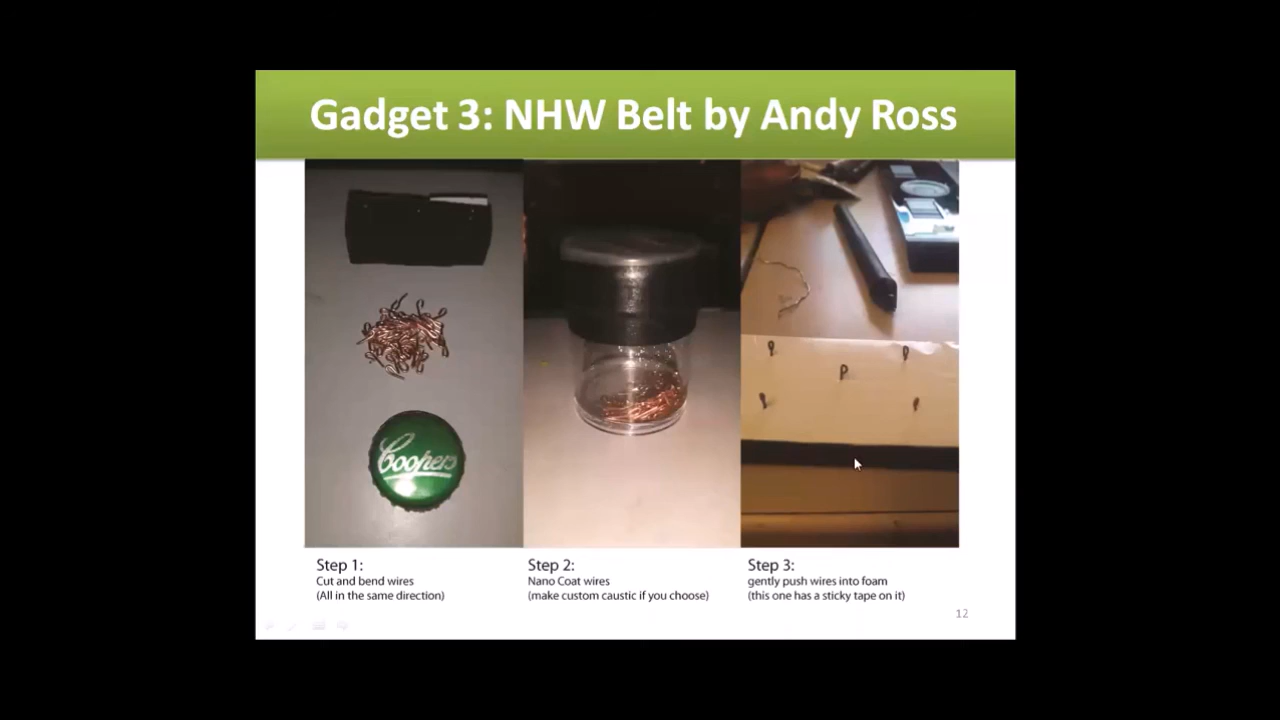 Gadget 3: NHW Belt by Andy Ross
Coopers
Step 1:
Cut and bend wires
(All in the same direction)
Step 2:
Nano Coat wires
(make custom caustic if you choose)
Step 3:
gently push wires into foam
(this one has a sticky tape on it)
12